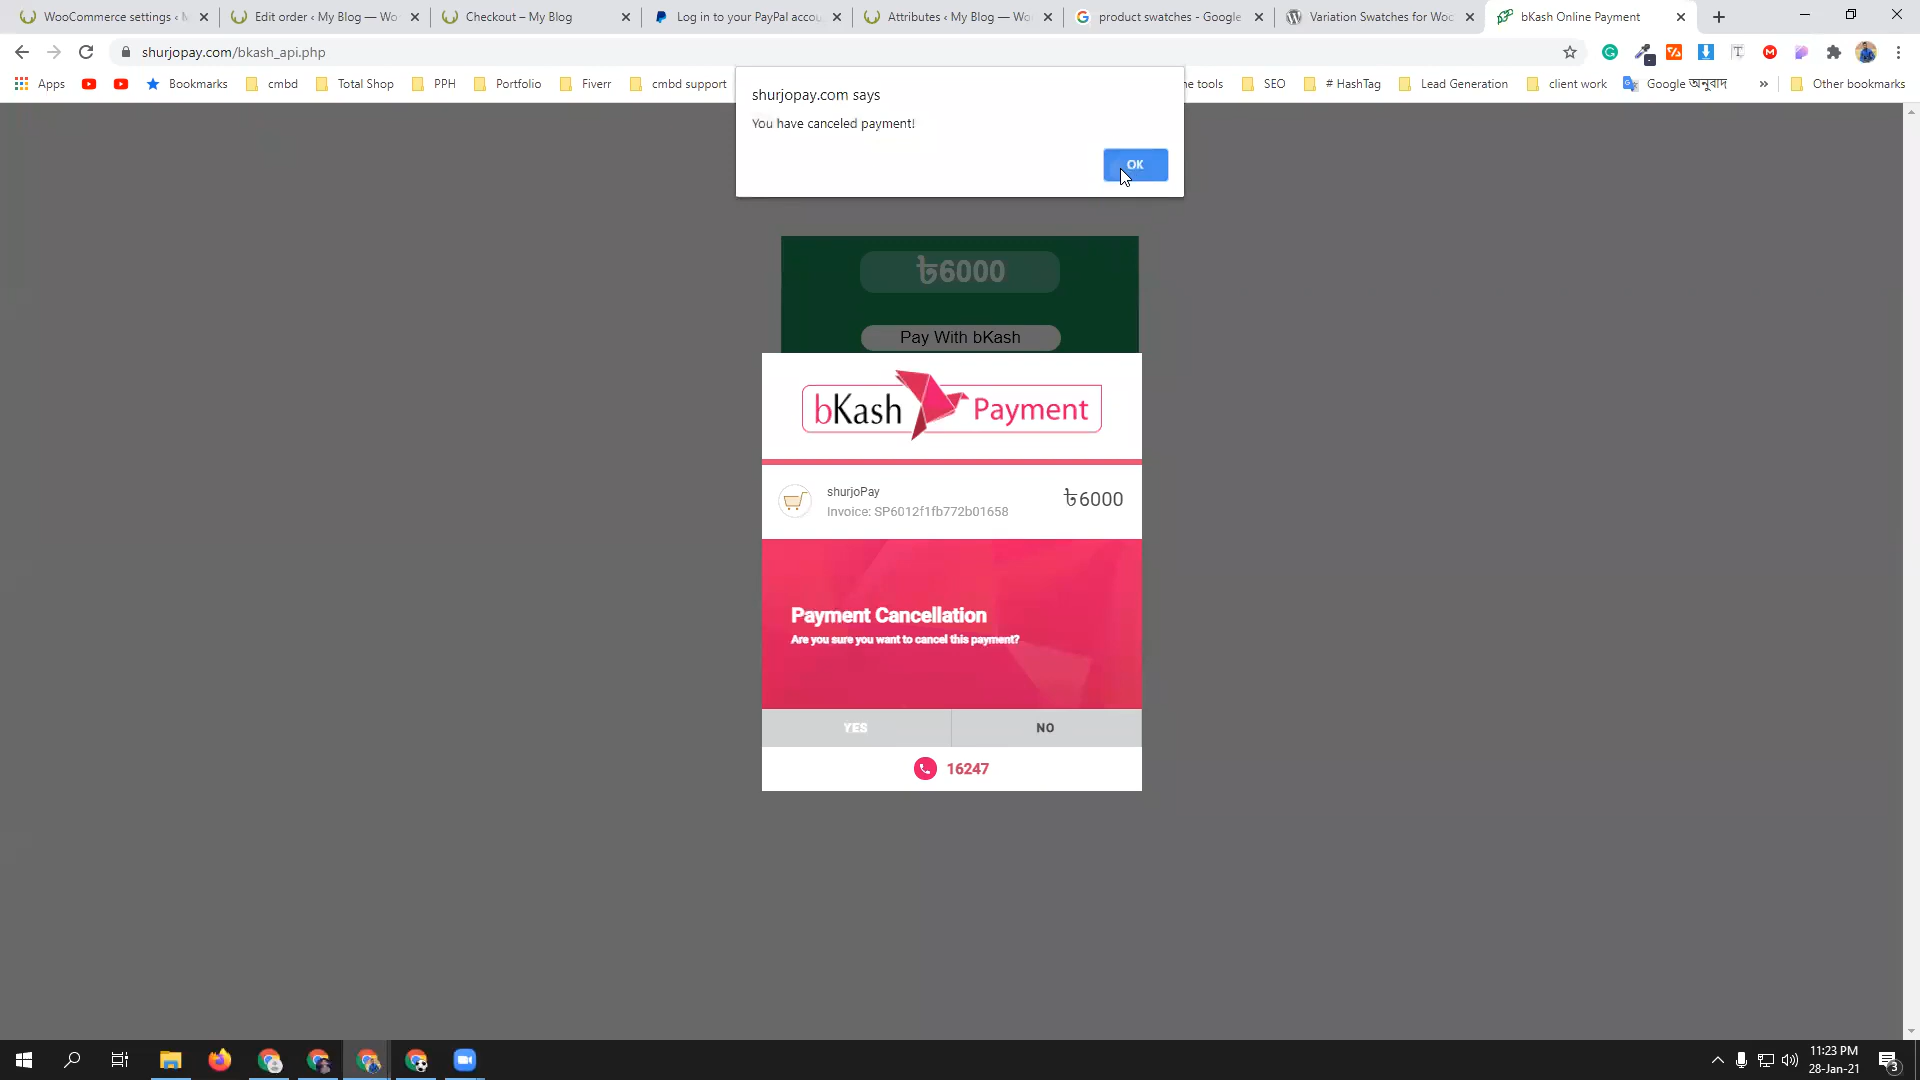 WooCommerce settings ‹ M
Edit order ‹ My Blog — Wo
Checkout – My Blog
Log in to your PayPal accou
Attributes ‹ My Blog — Wo
product swatches - Google
Variation Swatches for Woc
bKash Online Payment
shurjopay.com/bkash_api.php
Apps
Bookmarks
cmbd
Total Shop
PPH
Portfolio
Fiverr
cmbd support
ne tools
SEO
# HashTag
Lead Generation
client work
Google অনুবাদ
»
Other bookmarks
shurjopay.com says
You have canceled payment!
OK
৳6000
Pay With bKash
bKash Payment
shurjoPay
৳6000
Invoice: SP6012f1fb772b01658
Payment Cancellation
Are you sure you want to cancel this payment?
YES
NO
16247
11:23 PM
28-Jan-21
3